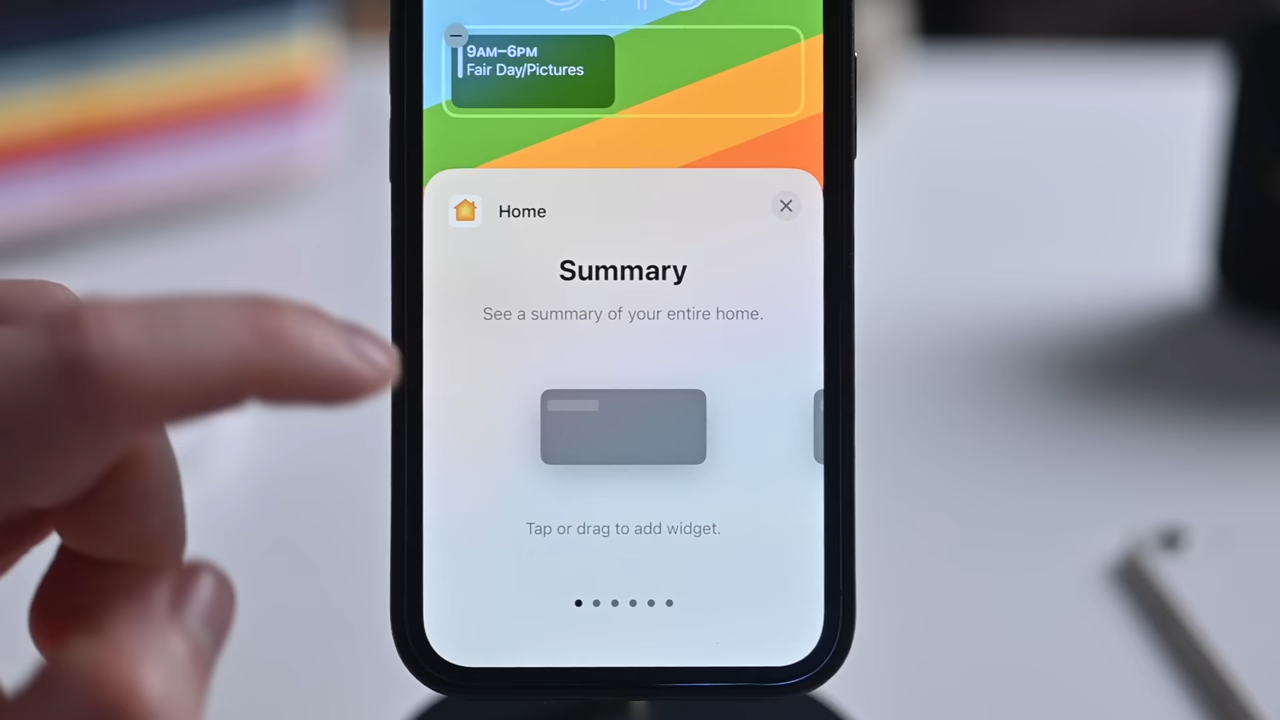 9AM–6PM
Fair Day/Pictures
Home
Summary
See a summary of your entire home.
Tap or drag to add widget.